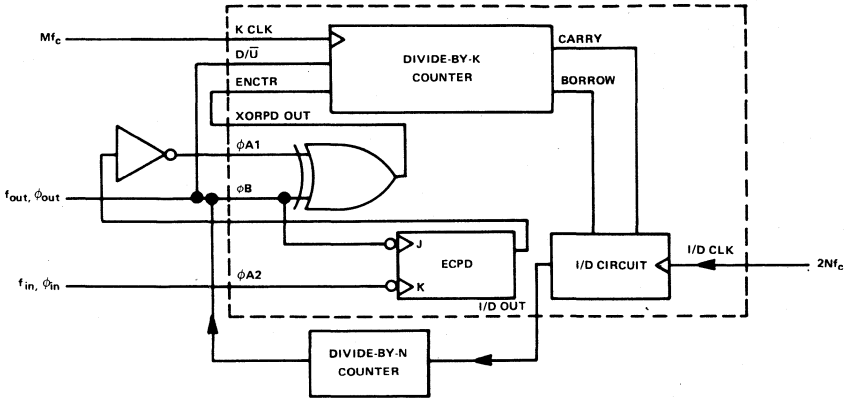 Mfc
K CLK
D/U̅
ENCTR
XORPD OUT
DIVIDE-BY-K
COUNTER
CARRY
BORROW
ϕA1
fout, ϕout
ϕB
J
ECPD
K
I/D CIRCUIT
I/D CLK
2Nfc
fin, ϕin
ϕA2
I/D OUT
DIVIDE-BY-N
COUNTER